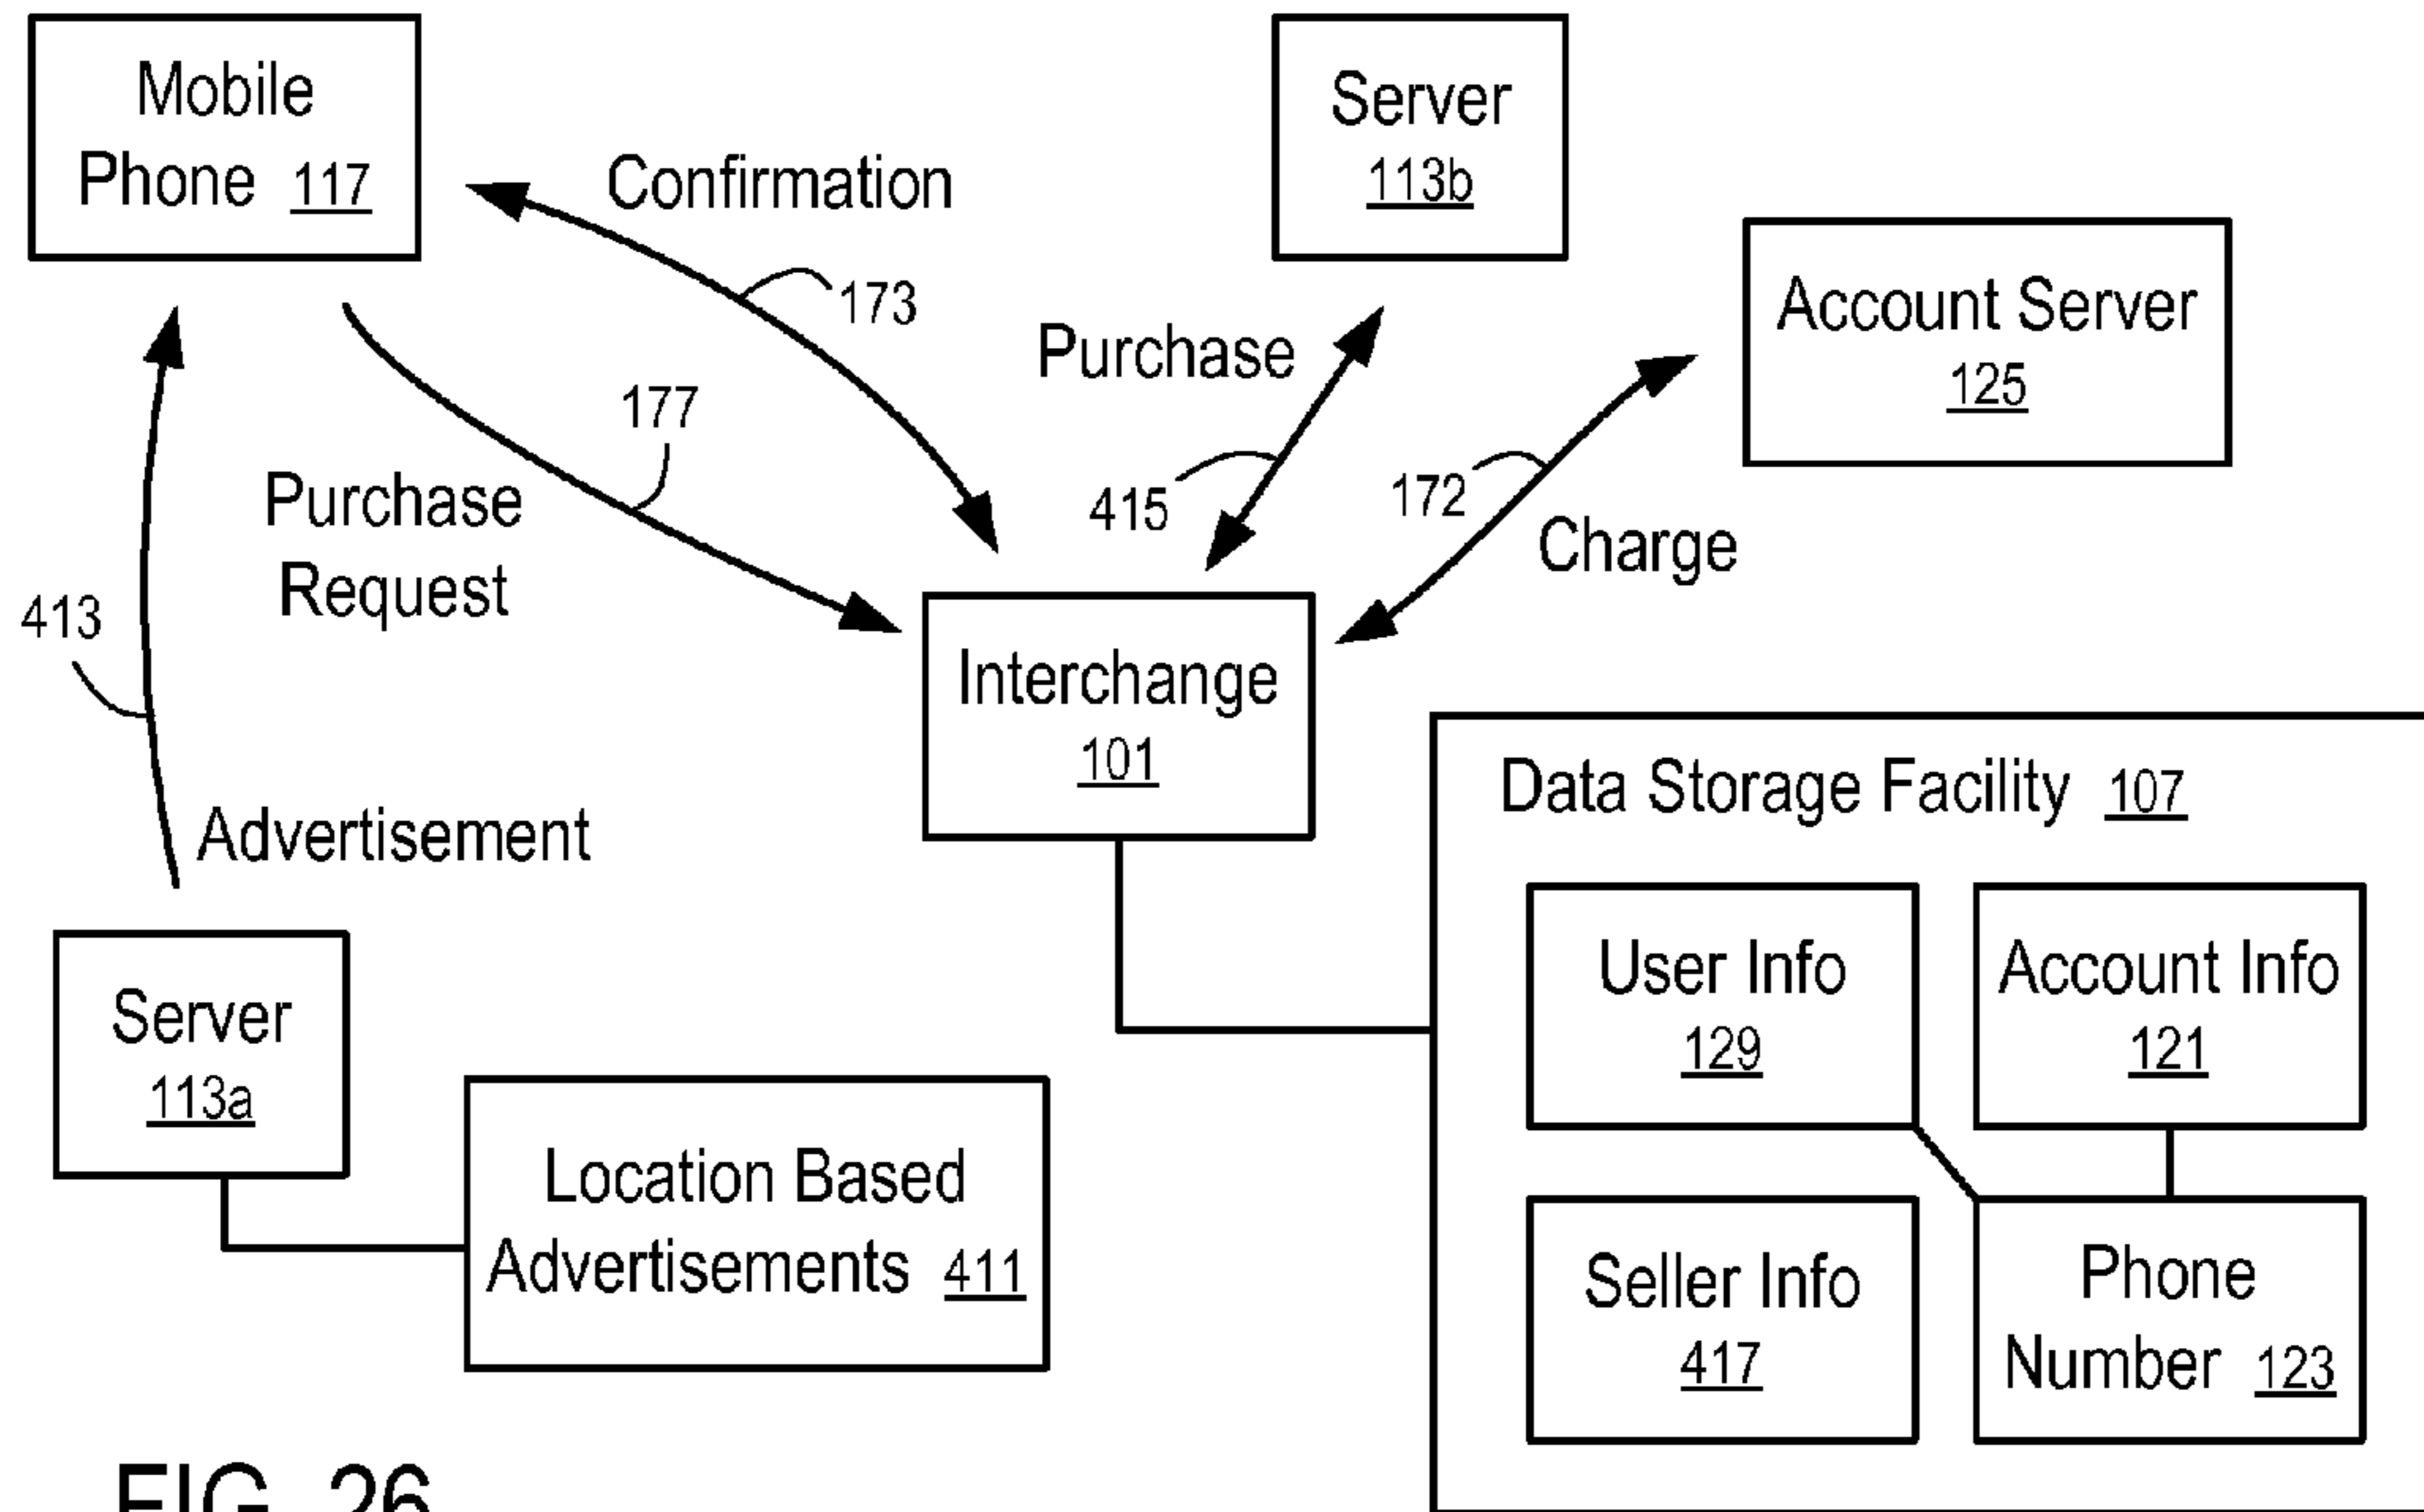 Mobile
Phone 117
Confirmation
173
Server
113b
Account Server
125
Purchase
415
172
Charge
177
Purchase
Request
413
Advertisement
Interchange
101
Data Storage Facility 107
User Info
129
Account Info
121
Seller Info
417
Phone
Number 123
Server
113a
Location Based
Advertisements 411
FIG. 26